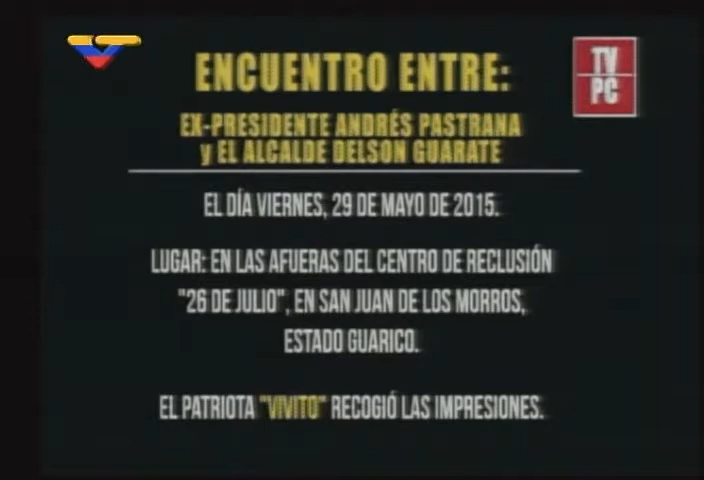 ENCUENTRO ENTRE:
TV
PC
EX-PRESIDENTE ANDRÉS PASTRANA
y EL ALCALDE DELSON GUARATE
EL DÍA VIERNES, 29 DE MAYO DE 2015.
LUGAR: EN LAS AFUERAS DEL CENTRO DE RECLUSIÓN
"26 DE JULIO", EN SAN JUAN DE LOS MORROS,
ESTADO GUARICO.
EL PATRIOTA "VIVITO" RECOGIÓ LAS IMPRESIONES.